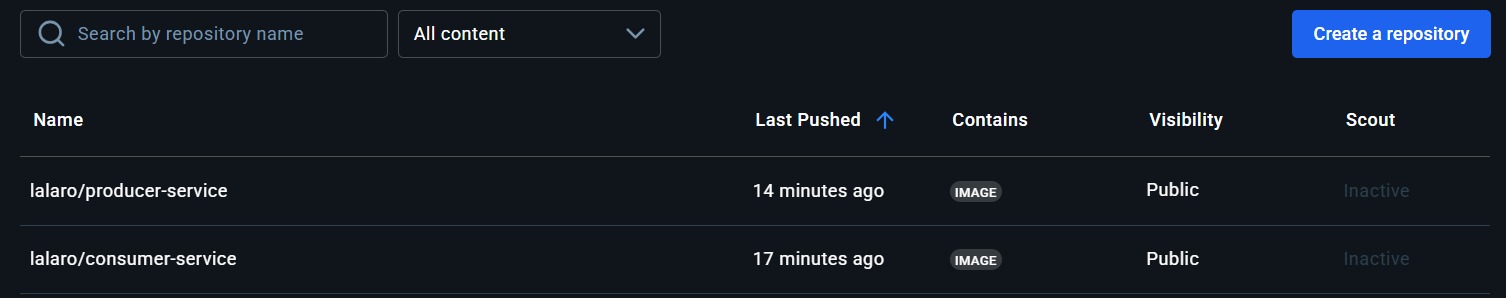 Search by repository name All content Create a repository
Name Last Pushed Contains Visibility Scout
lalaro/producer-service 14 minutes ago IMAGE Public Inactive
lalaro/consumer-service 17 minutes ago IMAGE Public Inactive